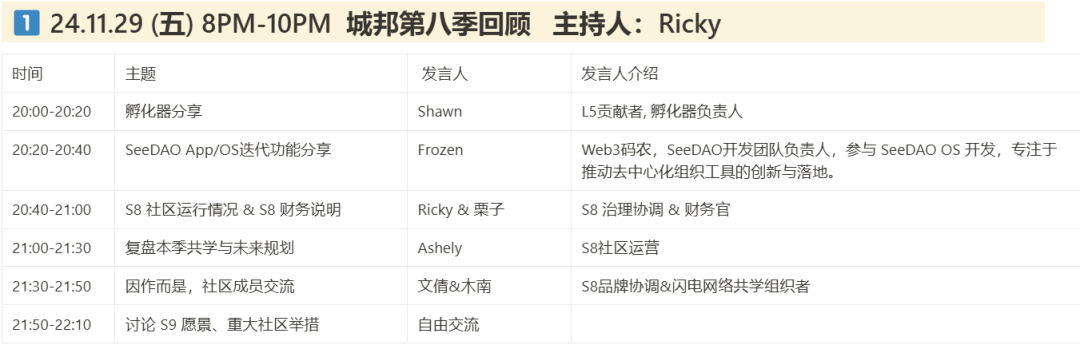 1 24.11.29 (五) 8PM-10PM 城邦第八季回顾 主持人：Ricky
时间 主题 发言人 发言人介绍
20:00-20:20 孵化器分享 Shawn L5贡献者, 孵化器负责人
20:20-20:40 SeeDAO App/OS迭代功能分享 Frozen Web3码农，SeeDAO开发团队负责人，参与 SeeDAO OS 开发，专注于
推动去中心化组织工具的创新与落地。
20:40-21:00 S8 社区运行情况 & S8 财务说明 Ricky & 栗子 S8 治理协调 & 财务官
21:00-21:30 复盘本季共学与未来规划 Ashely S8社区运营
21:30-21:50 因作而是，社区成员交流 文倩&木南 S8品牌协调&闪电网络共学组织者
21:50-22:10 讨论 S9 愿景、重大社区举措 自由交流